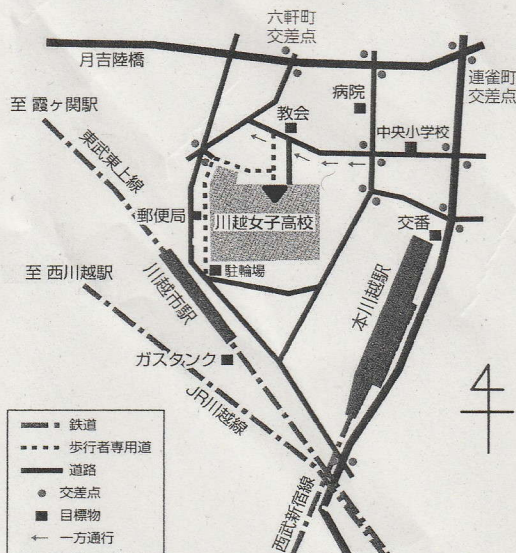 六軒町
交差点
月吉陸橋
連雀町
交差点
病院
教会
中央小学校
至 霞ヶ関駅
東武東上線
郵便局
川越女子高校
交番
至 西川越駅
駐輪場
川越市駅
本川越駅
ガスタンク
JR川越線
西武新宿線
鉄道
歩行者専用道
道路
交差点
目標物
一方通行